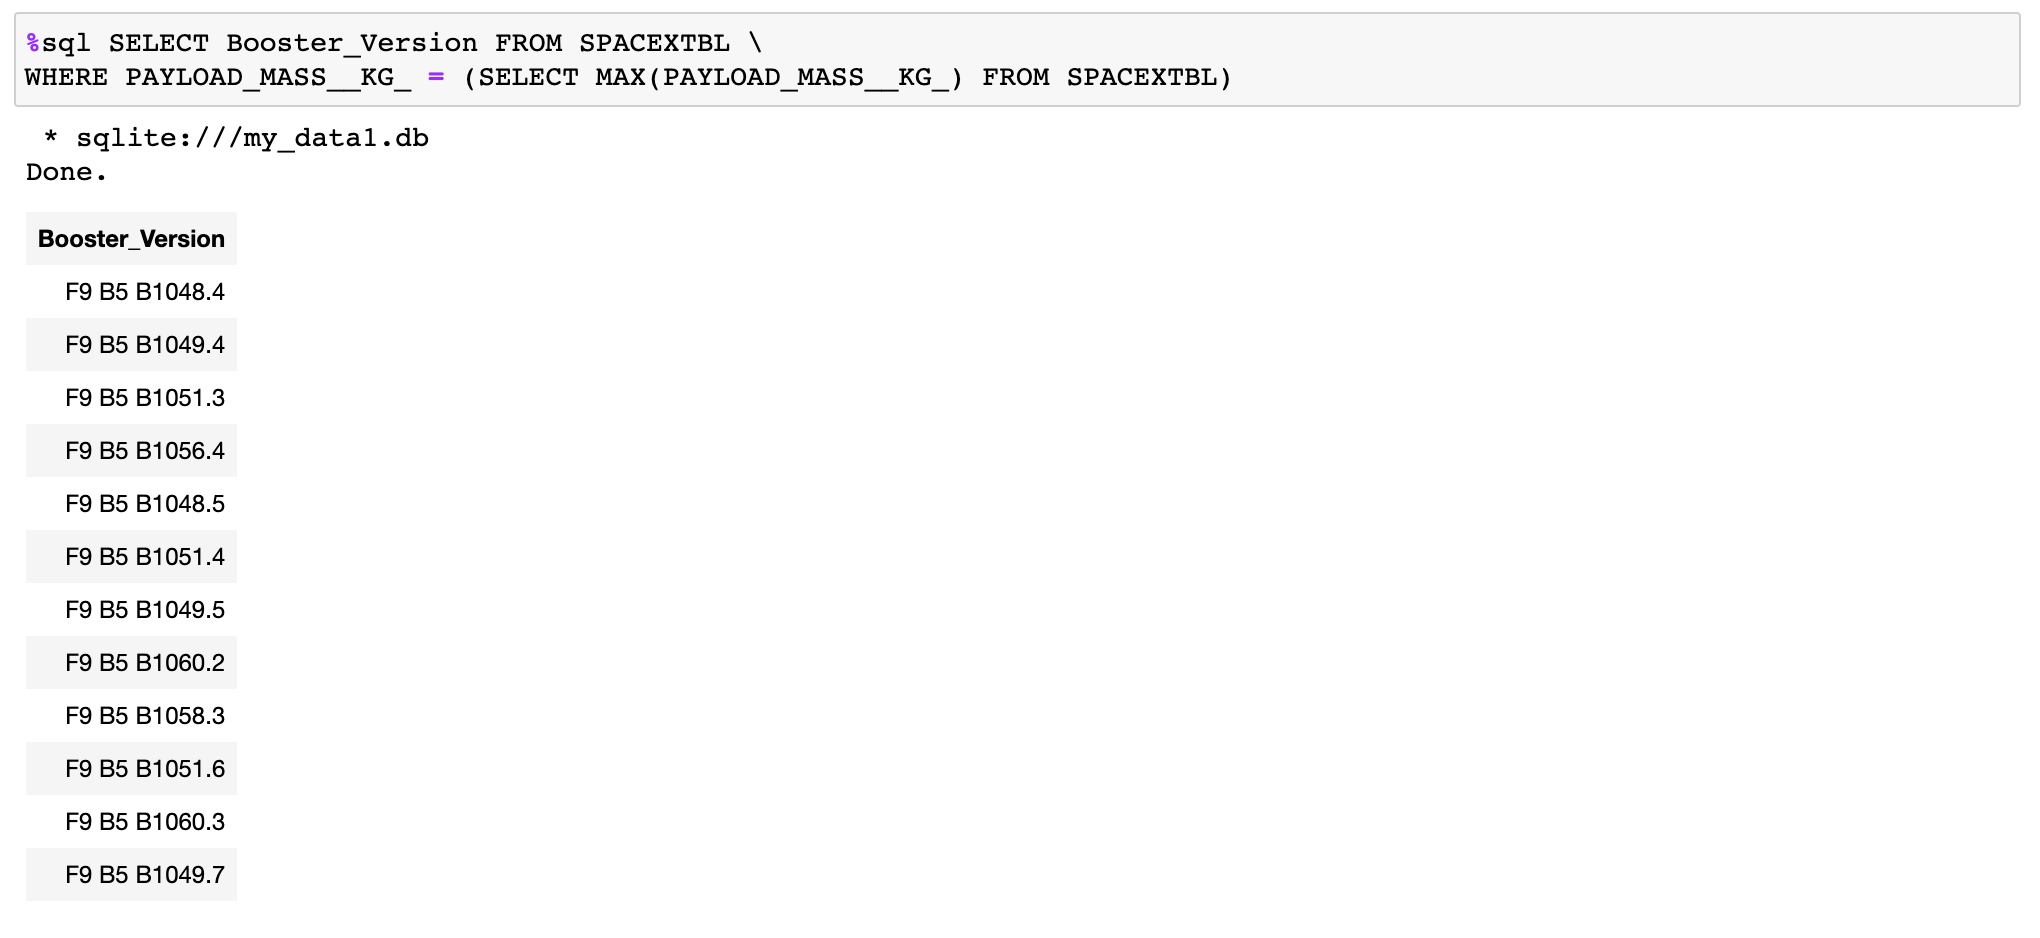 %sql SELECT Booster_Version FROM SPACEXTBL \
WHERE PAYLOAD_MASS__KG_ = (SELECT MAX(PAYLOAD_MASS__KG_) FROM SPACEXTBL)
* sqlite:///my_data1.db
Done.
Booster_Version
F9 B5 B1048.4
F9 B5 B1049.4
F9 B5 B1051.3
F9 B5 B1056.4
F9 B5 B1048.5
F9 B5 B1051.4
F9 B5 B1049.5
F9 B5 B1060.2
F9 B5 B1058.3
F9 B5 B1051.6
F9 B5 B1060.3
F9 B5 B1049.7